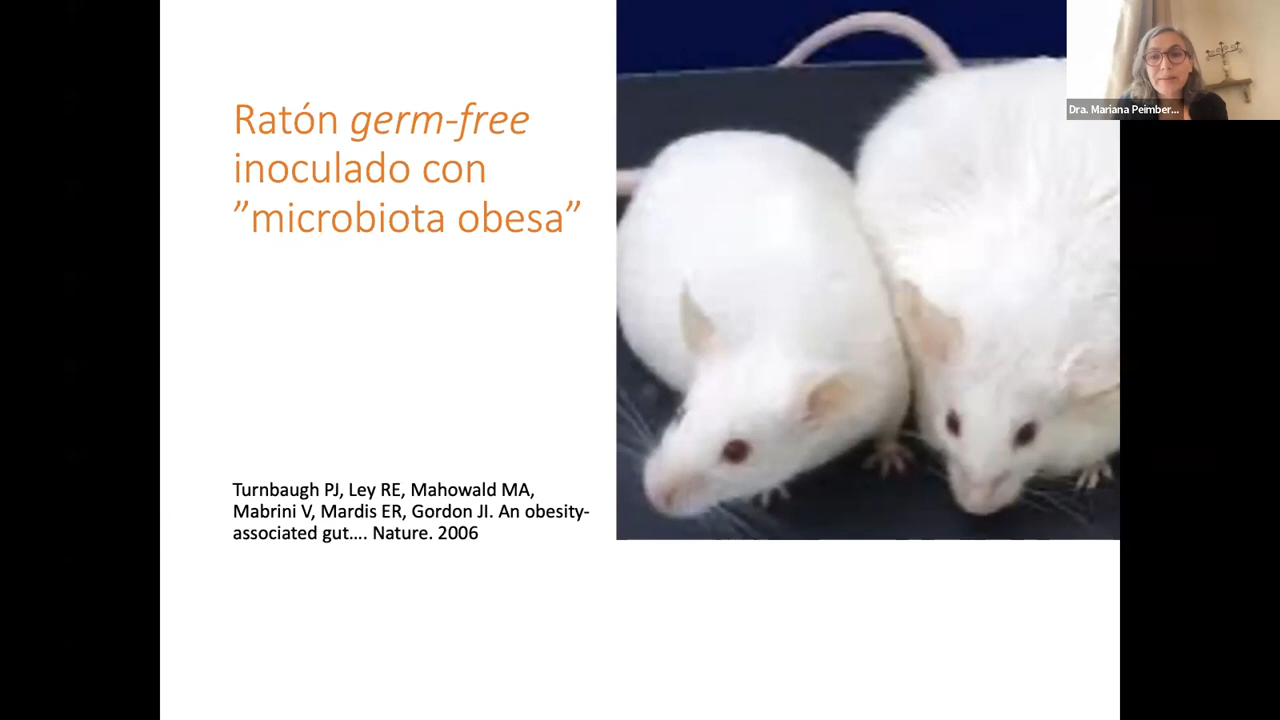 Ratón germ-free
inoculado con
”microbiota obesa”
Turnbaugh PJ, Ley RE, Mahowald MA,
Mabrini V, Mardis ER, Gordon JI. An obesity-
associated gut…. Nature. 2006
Dra. Mariana Peimber...